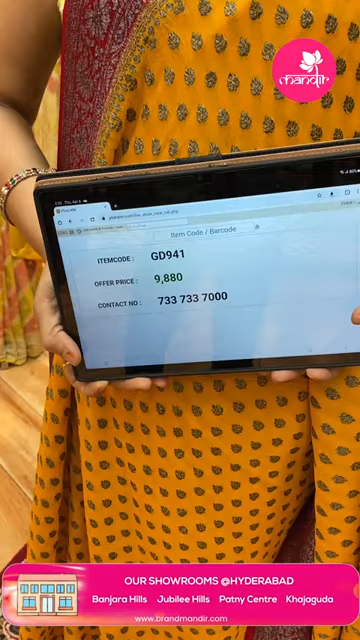 mandir
Item Code / Barcode
ITEMCODE : GD941
OFFER PRICE : 9,880
CONTACT NO : 733 733 7000
OUR SHOWROOMS @HYDERABAD
Banjara Hills Jubilee Hills Patny Centre Khajaguda
www.brandmandir.com